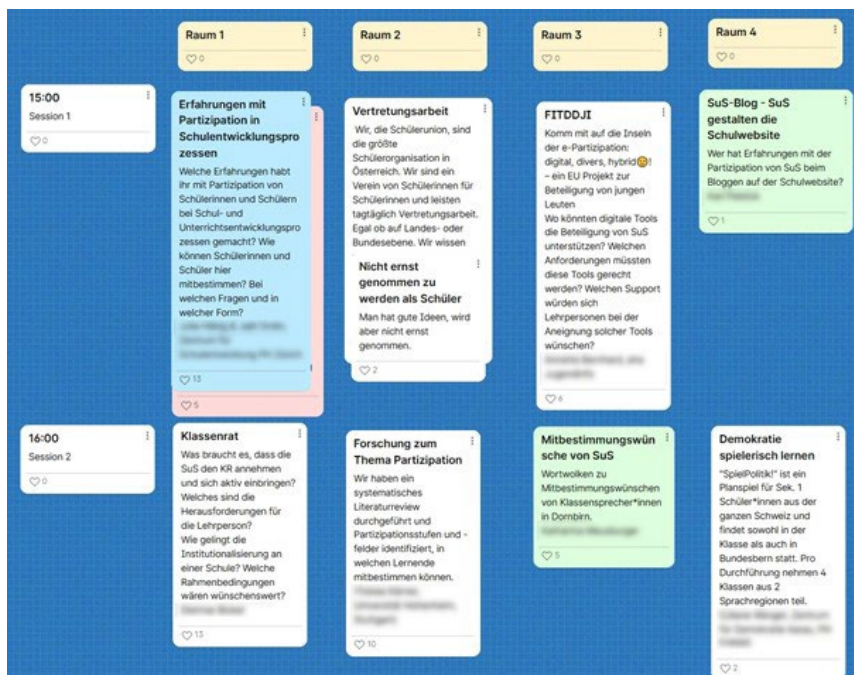 Raum 1
0
Raum 2
0
Raum 3
0
Raum 4
0
15:00
Session 1
0
Erfahrungen mit
Partizipation in
Schulentwicklungspro
zessen
Welche Erfahrungen habt
ihr mit Partizipation von
Schülerinnen und Schülern
bei Schul- und
Unterrichtsentwicklungspro
zessen gemacht? Wie
können Schülerinnen und
Schüler hier
mitbestimmen? Bei
welchen Fragen und in
welcher Form?
13
5
Vertretungsarbeit
Wir, die Schülerunion, sind
die größte
Schülerorganisation in
Österreich. Wir sind ein
Verein von Schülerinnen für
Schülerinnen und leisten
tagtäglich Vertretungsarbeit.
Egal ob auf Landes- oder
Bundesebene. Wir wissen
Nicht ernst
genommen zu
werden als Schüler
Man hat gute Ideen, wird
aber nicht ernst
genommen.
2
FITDDJI
Komm mit auf die Inseln
der e-Partizipation:
digital, divers, hybrid!
– ein EU Projekt zur
Beteiligung von jungen
Leuten
Wo könnten digitale Tools
die Beteiligung von SuS
unterstützen? Welchen
Anforderungen müssten
diese Tools gerecht
werden? Welchen Support
würden sich
Lehrpersonen bei der
Aneignung solcher Tools
wünschen?
6
SuS-Blog - SuS
gestalten die
Schulwebsite
Wer hat Erfahrungen mit der
Partizipation von SuS beim
Bloggen auf der Schulwebsite?
1
16:00
Session 2
0
Klassenrat
Was braucht es, dass die
SuS den KR annehmen
und sich aktiv einbringen?
Welches sind die
Herausforderungen für
die Lehrperson?
Wie gelingt die
Institutionalisierung an
einer Schule? Welche
Rahmenbedingungen
wären wünschenswert?
13
Forschung zum
Thema Partizipation
Wir haben ein
systematisches
Literaturreview
durchgeführt und
Partizipationsstufen und -
felder identifiziert, in
welchen Lernende
mitbestimmen können.
10
Mitbestimmungswün
sche von SuS
Wortwolken zu
Mitbestimmungswünschen
von Klassensprecher*innen
in Dornbirn.
5
Demokratie
spielerisch lernen
"SpielPolitik!" ist ein
Planspiel für Sek. 1
Schüler*innen aus der
ganzen Schweiz und
findet sowohl in der
Klasse als auch in
Bundesbern statt. Pro
Durchführung nehmen 4
Klassen aus 2
Sprachregionen teil.
2